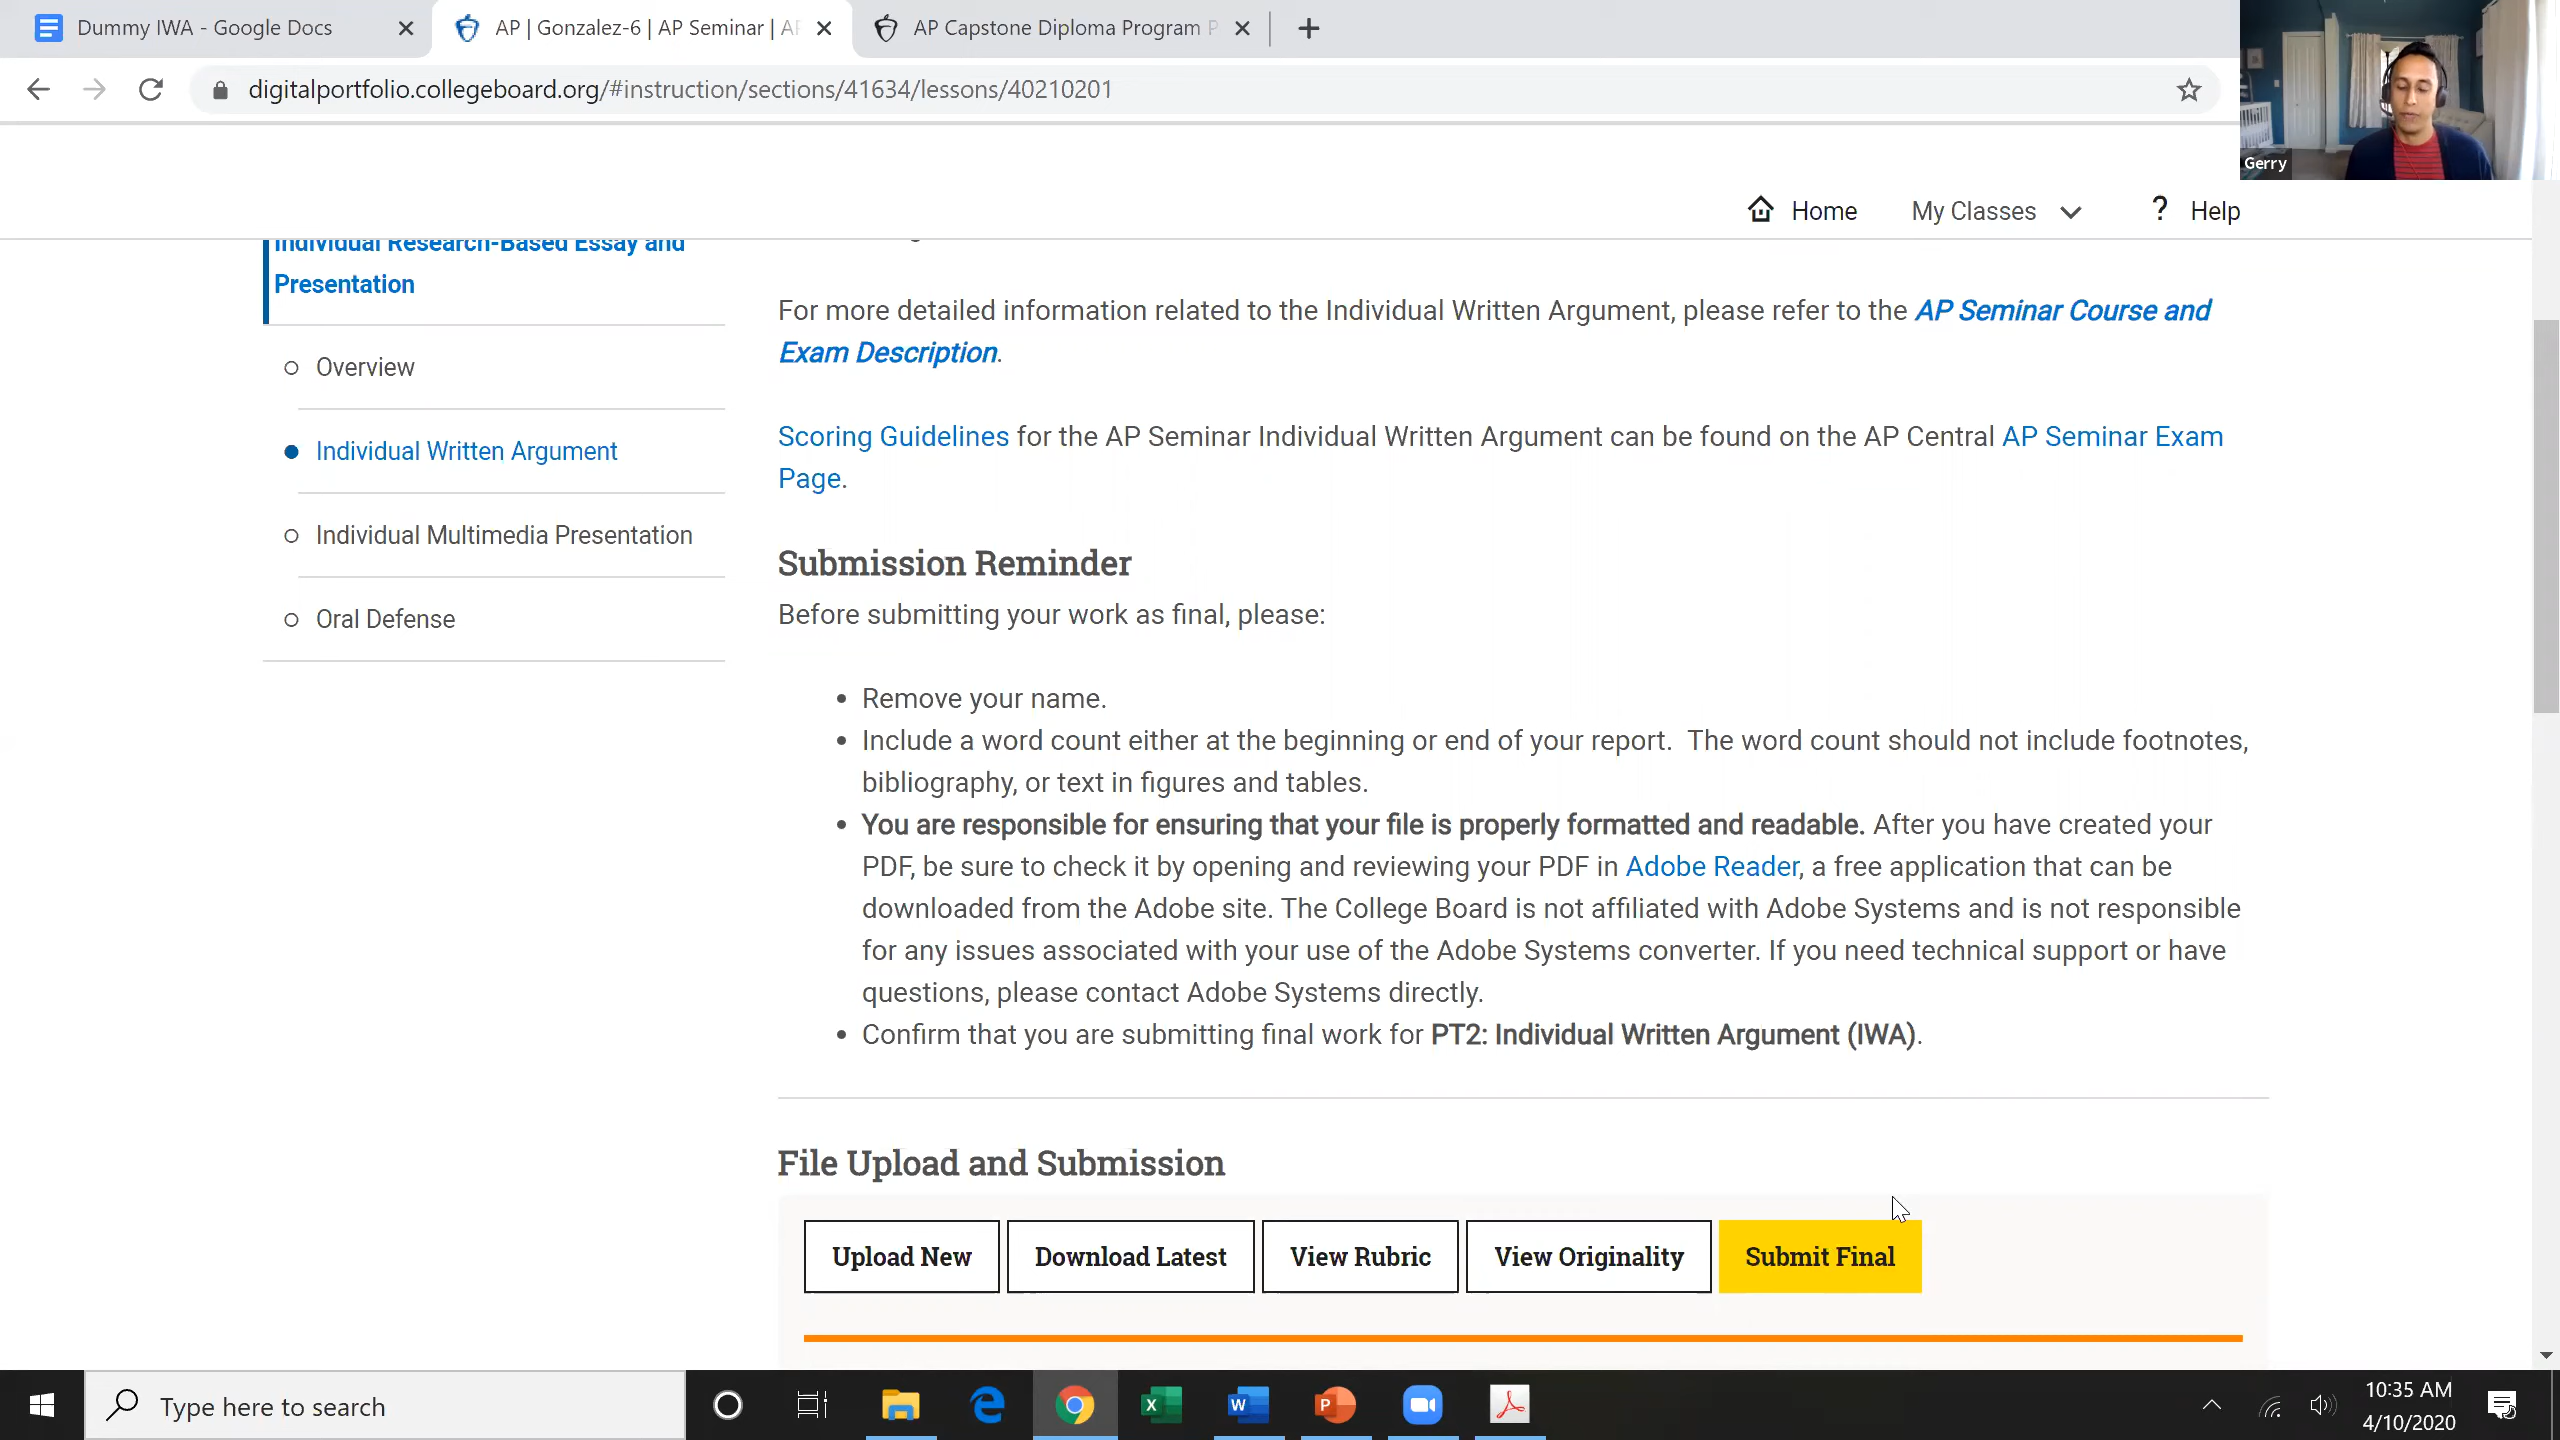 Dummy IWA - Google Docs
AP | Gonzalez-6 | AP Seminar | AP
AP Capstone Diploma Program P
digitalportfolio.collegeboard.org/#instruction/sections/41634/lessons/40210201
Gerry
Home
My Classes
? Help
Individual Research-Based Essay and
Presentation
Overview
Individual Written Argument
Individual Multimedia Presentation
Oral Defense
For more detailed information related to the Individual Written Argument, please refer to the AP Seminar Course and
Exam Description.
Scoring Guidelines for the AP Seminar Individual Written Argument can be found on the AP Central AP Seminar Exam
Page.
Submission Reminder
Before submitting your work as final, please:
• Remove your name.
• Include a word count either at the beginning or end of your report. The word count should not include footnotes,
bibliography, or text in figures and tables.
• You are responsible for ensuring that your file is properly formatted and readable. After you have created your
PDF, be sure to check it by opening and reviewing your PDF in Adobe Reader, a free application that can be
downloaded from the Adobe site. The College Board is not affiliated with Adobe Systems and is not responsible
for any issues associated with your use of the Adobe Systems converter. If you need technical support or have
questions, please contact Adobe Systems directly.
• Confirm that you are submitting final work for PT2: Individual Written Argument (IWA).
File Upload and Submission
Upload New
Download Latest
View Rubric
View Originality
Submit Final
Type here to search
10:35 AM
4/10/2020